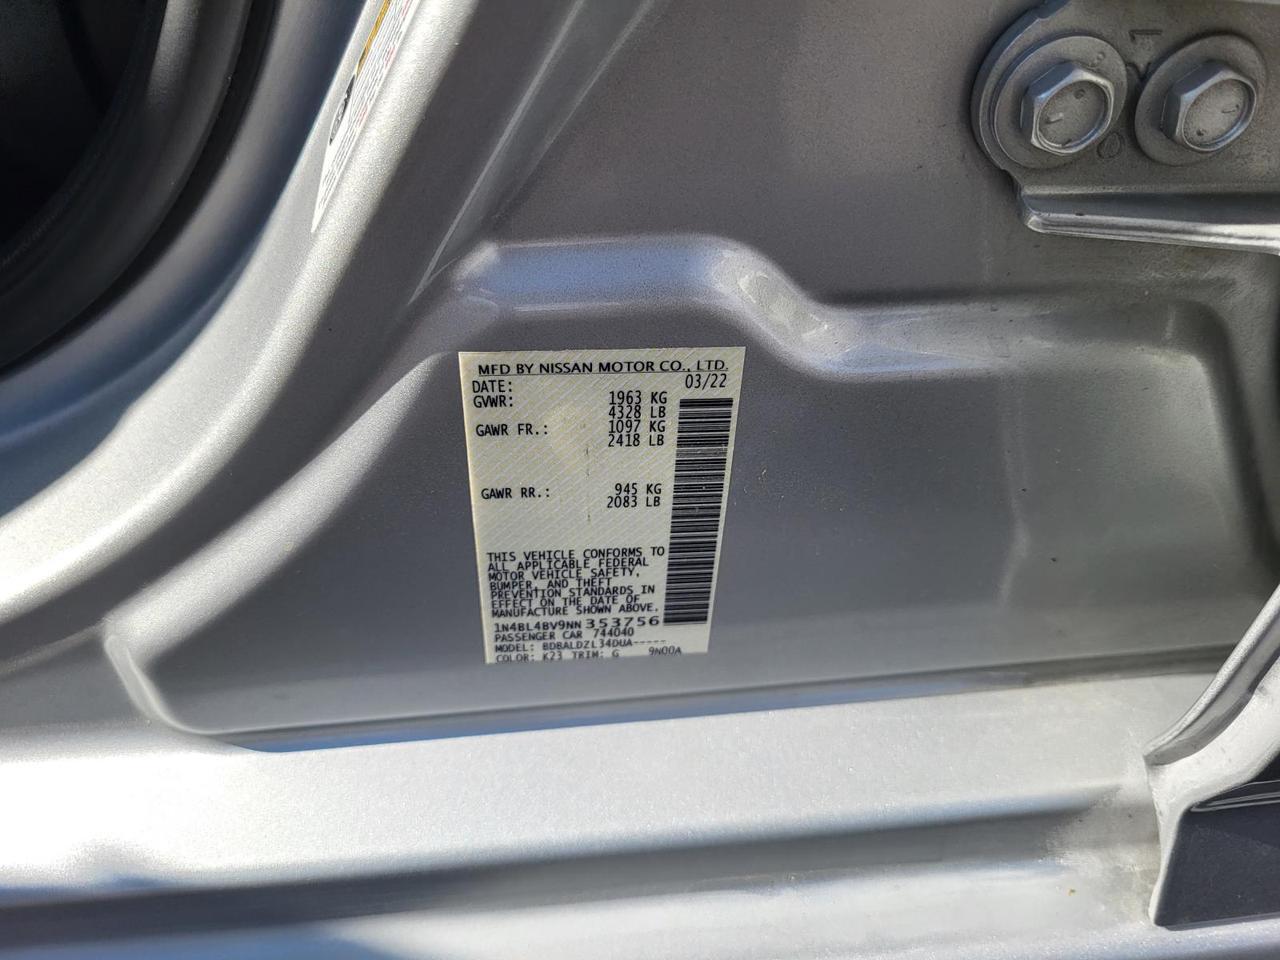 MFD BY NISSAN MOTOR CO., LTD.
DATE: 03/22
GVWR: 1963 KG
4328 LB
GAWR FR.: 1097 KG
2418 LB
GAWR RR.: 945 KG
2083 LB
THIS VEHICLE CONFORMS TO
ALL APPLICABLE FEDERAL
MOTOR VEHICLE SAFETY,
BUMPER, AND THEFT
PREVENTION STANDARDS IN
EFFECT ON THE DATE OF
MANUFACTURE SHOWN ABOVE.
1N4BL4BV9NN353756
PASSENGER CAR 744040
MODEL: BDBALDZL34DUA-----
COLOR: K23 TRIM: G 9N00A